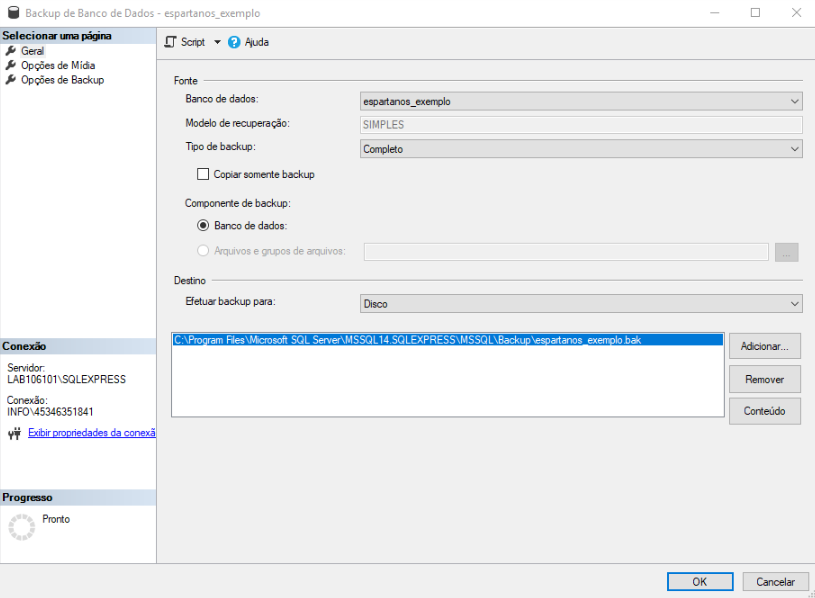 Backup de Banco de Dados - espartanos_exemplo
Selecionar uma página
Geral
Opções de Mídia
Opções de Backup
Script
Ajuda
Fonte
Banco de dados:
espartanos_exemplo
Modelo de recuperação:
SIMPLES
Tipo de backup:
Completo
Copiar somente backup
Componente de backup:
Banco de dados:
Arquivos e grupos de arquivos:
...
Destino
Efetuar backup para:
Disco
C:\Program Files\Microsoft SQL Server\MSSQL14.SQLEXPRESS\MSSQL\Backup\espartanos_exemplo.bak
Adicionar...
Remover
Conteúdo
Conexão
Servidor:
LAB106101\SQLEXPRESS
Conexão:
INFO\45346351841
Exibir propriedades da conexã
Progresso
Pronto
OK
Cancelar